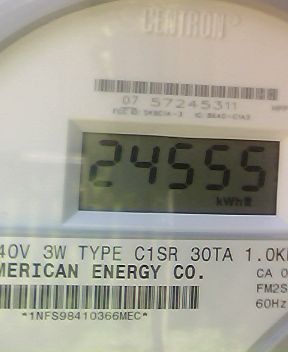 CENTRON
07 57245311
24555
kWh
40V 3W TYPE C1SR 30TA 1.0K
MERICAN ENERGY CO.
CA 0
FM2S
60Hz
*1NFS98410366MEC*